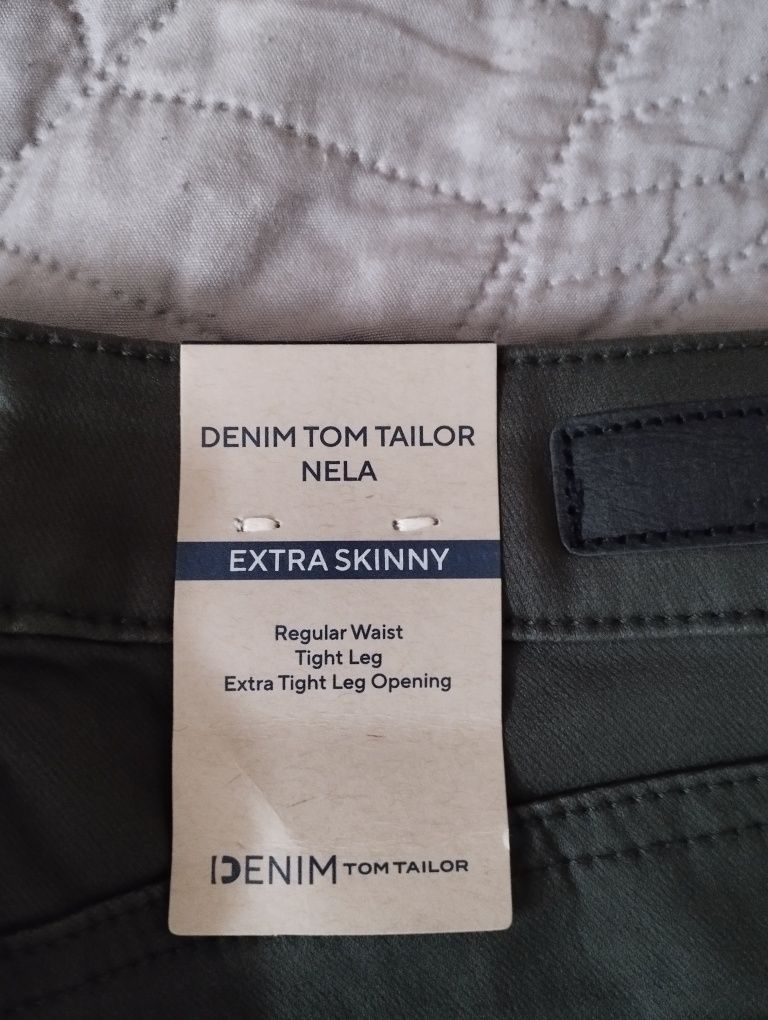 DENIM TOM TAILOR
NELA
EXTRA SKINNY
Regular Waist
Tight Leg
Extra Tight Leg Opening
DENIM TOM TAILOR